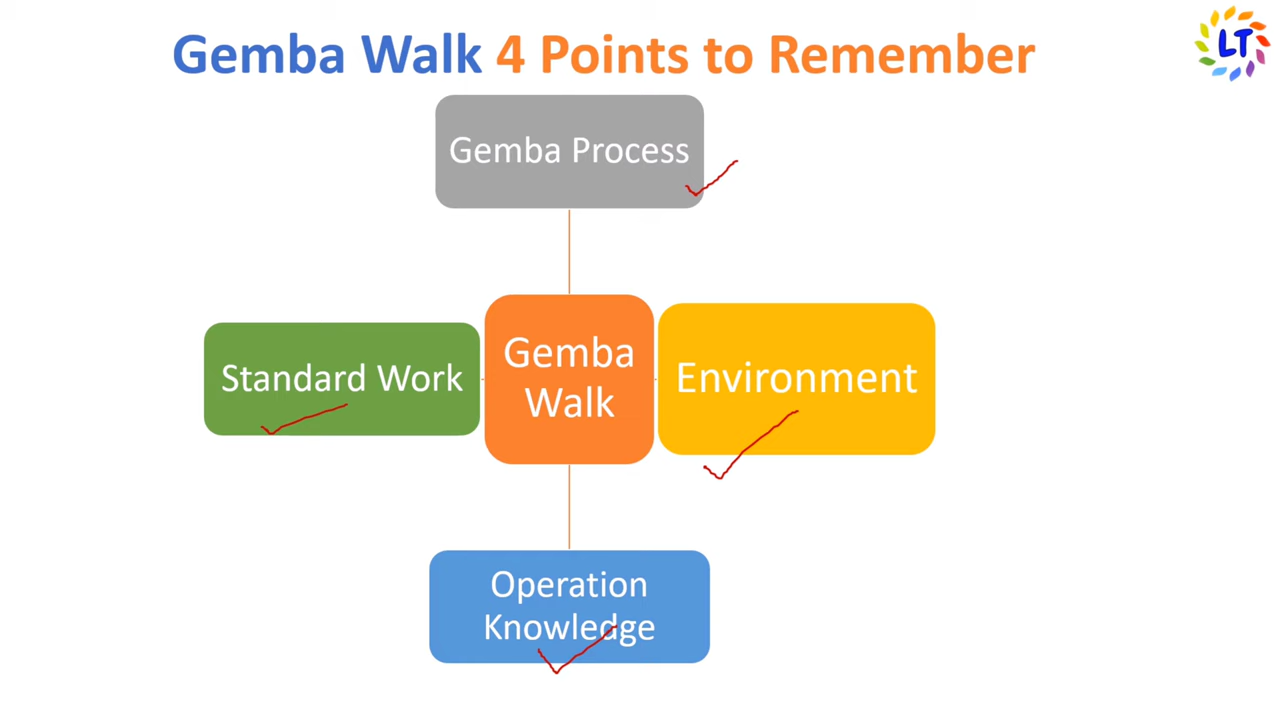 Gemba Walk 4 Points to Remember
LT
Gemba Process
Standard Work
Gemba
Walk
Environment
Operation
Knowledge